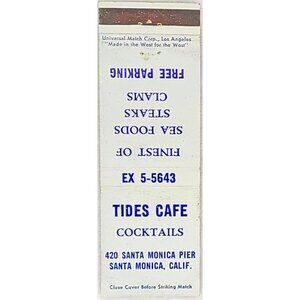 Universal Match Corp., Los Angeles
"Made in the West for the West"
FREE PARKING
CLAMS
STEAKS
SEA FOODS
FINEST OF
EX 5-5643
TIDES CAFE
COCKTAILS
420 SANTA MONICA PIER
SANTA MONICA, CALIF.
Close Cover Before Striking Match